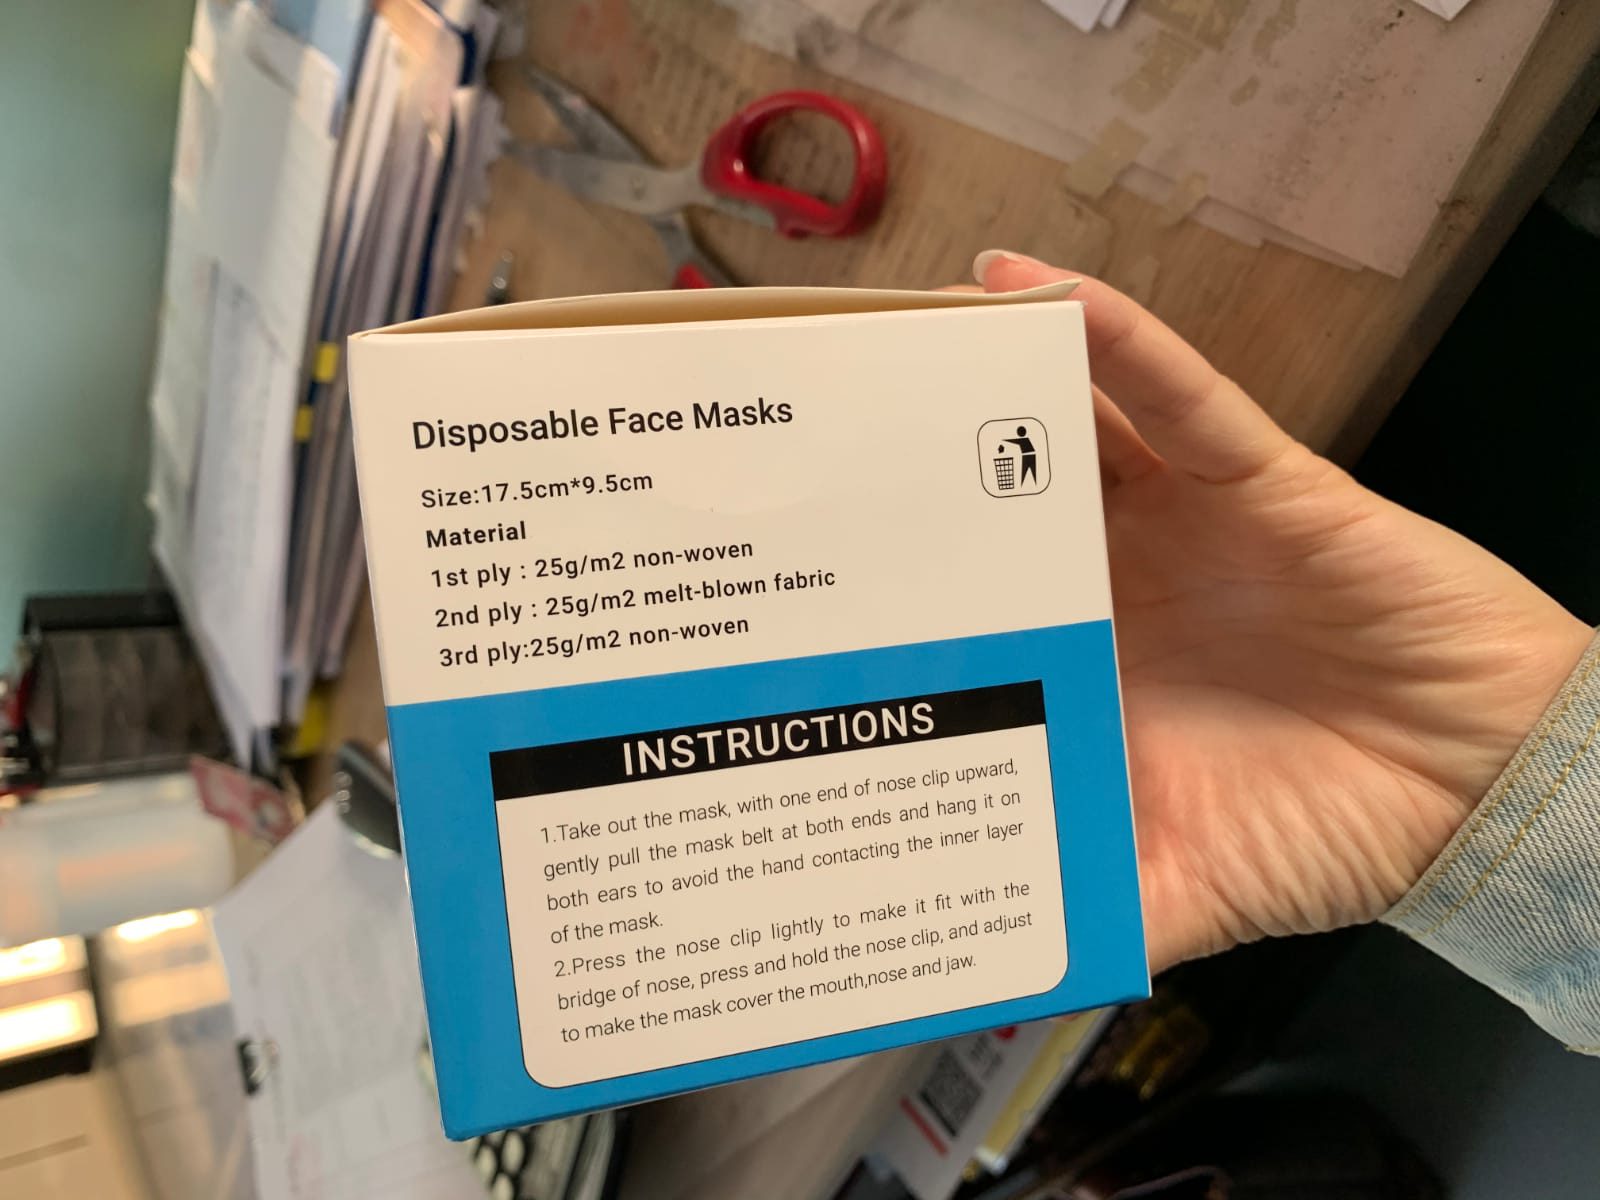 Disposable Face Masks
Size:17.5cm*9.5cm
Material
1st ply : 25g/m2 non-woven
2nd ply : 25g/m2 melt-blown fabric
3rd ply:25g/m2 non-woven
INSTRUCTIONS
1.Take out the mask, with one end of nose clip upward,
gently pull the mask belt at both ends and hang it on
both ears to avoid the hand contacting the inner layer
of the mask.
2.Press the nose clip lightly to make it fit with the
bridge of nose, press and hold the nose clip, and adjust
to make the mask cover the mouth,nose and jaw.